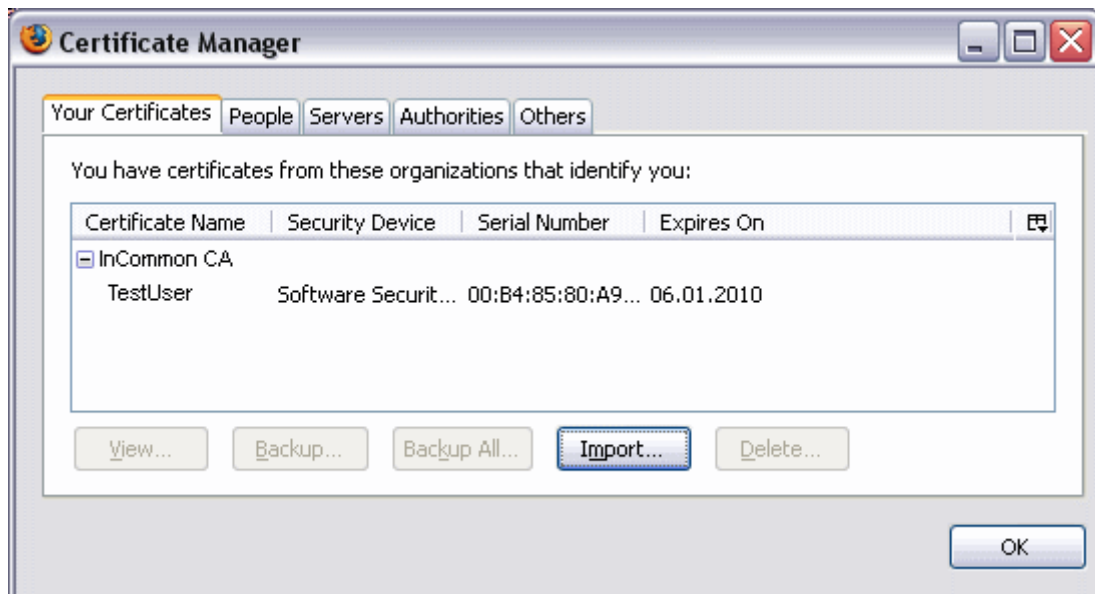 Certificate Manager
Your Certificates People Servers Authorities Others
You have certificates from these organizations that identify you:
Certificate Name Security Device Serial Number Expires On
InCommon CA
TestUser Software Securit... 00:B4:85:80:A9... 06.01.2010
View... Backup... Backup All... Import... Delete...
OK